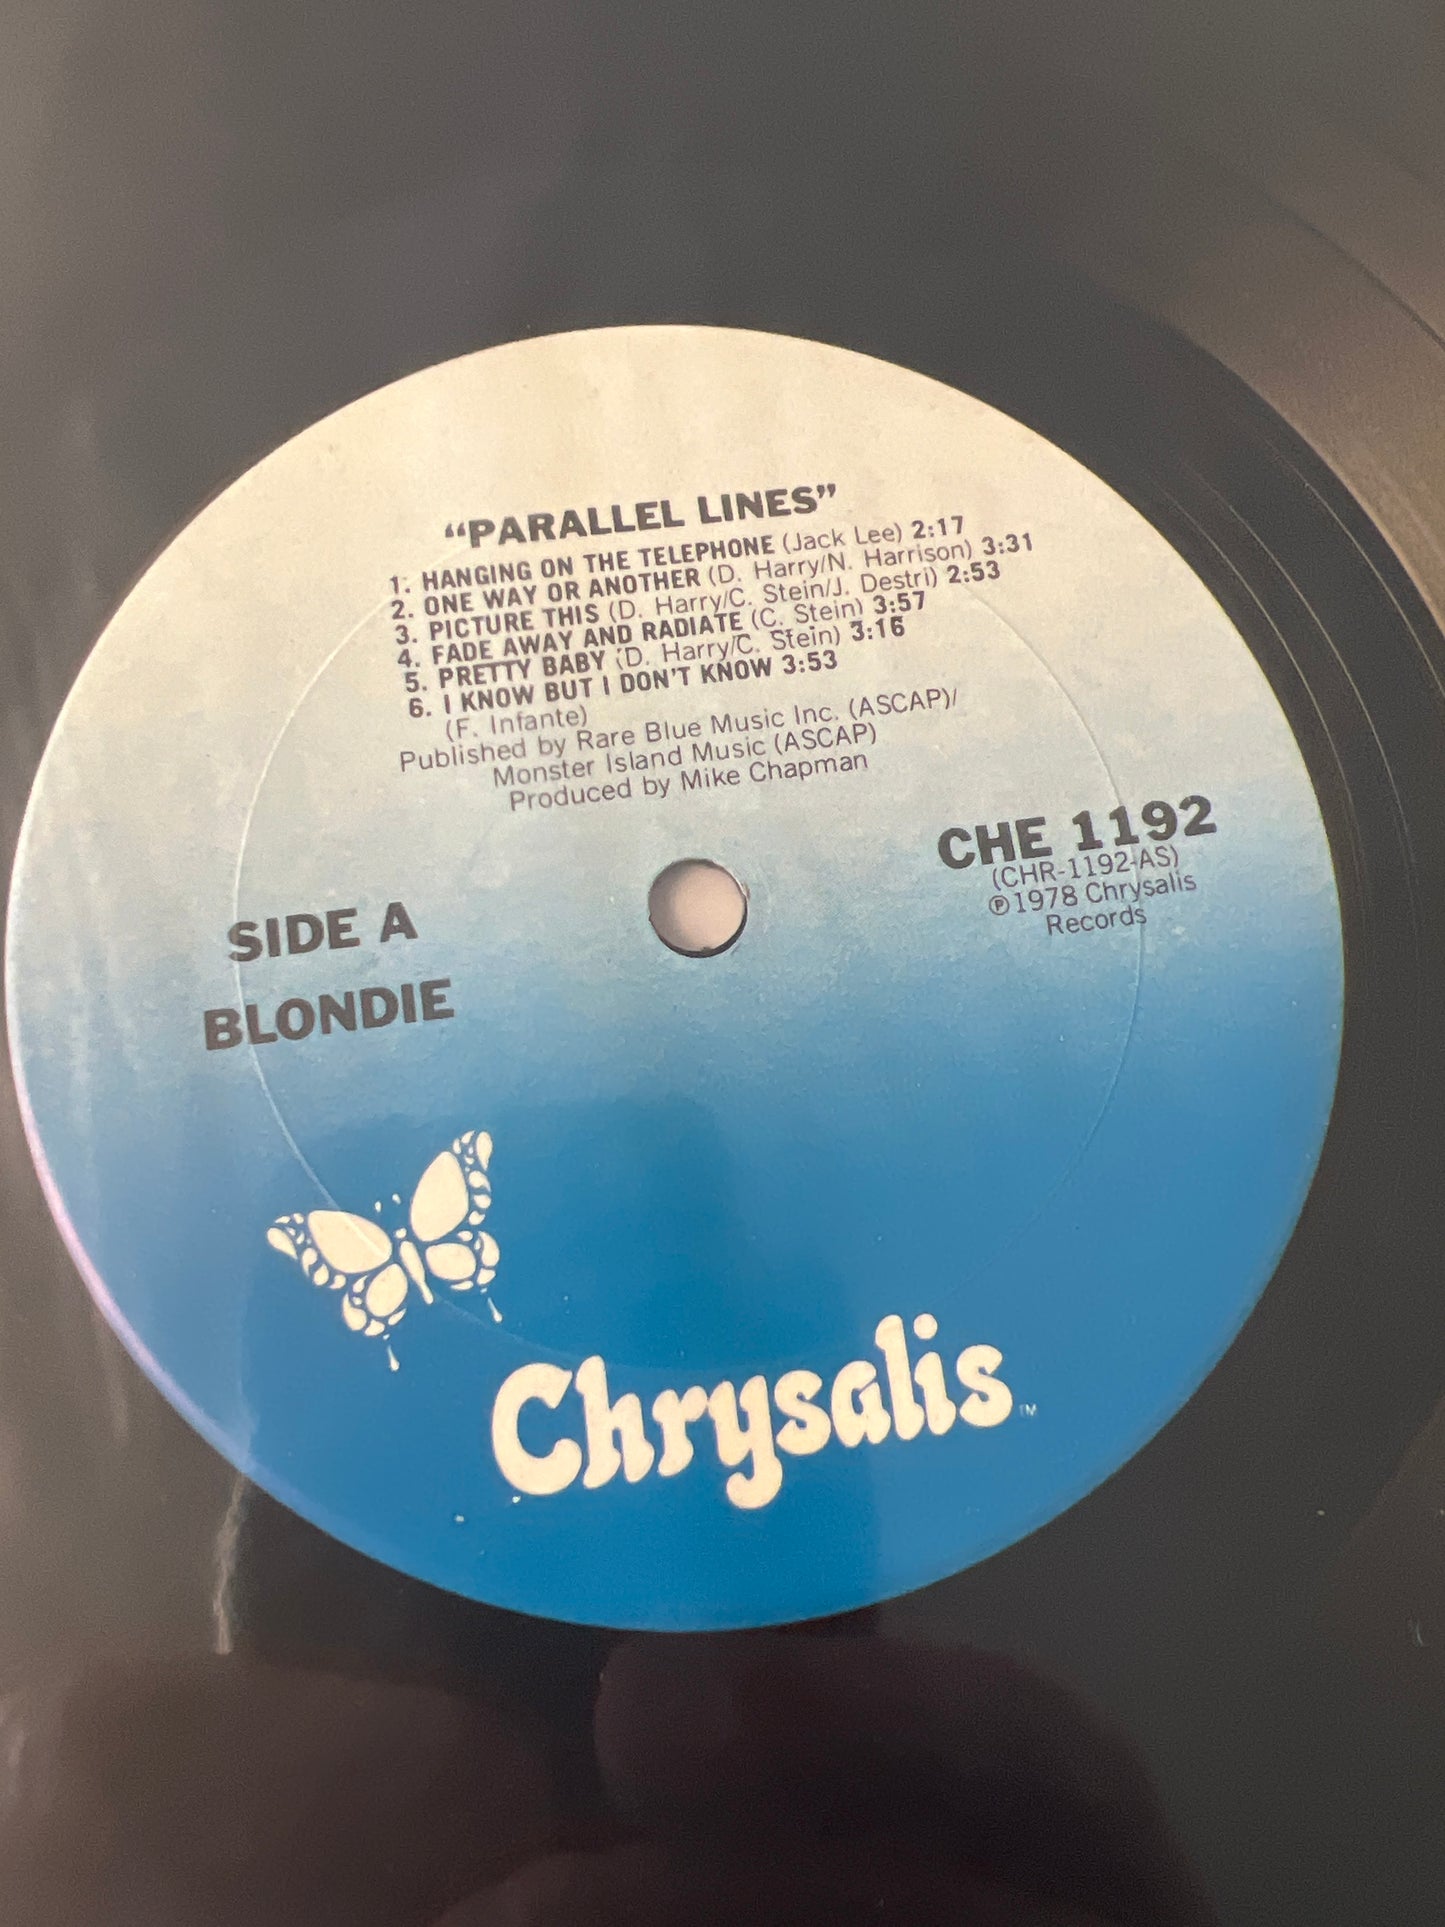 “PARALLEL LINES”
1. HANGING ON THE TELEPHONE (Jack Lee) 2:17
2. ONE WAY OR ANOTHER (D. Harry/N. Harrison) 3:31
3. PICTURE THIS (D. Harry/C. Stein/J. Destri) 2:53
4. FADE AWAY AND RADIATE (C. Stein) 3:57
5. PRETTY BABY (D. Harry/C. Stein) 3:16
6. I KNOW BUT I DON'T KNOW 3:53
(F. Infante)
Published by Rare Blue Music Inc. (ASCAP)/
Monster Island Music (ASCAP)
Produced by Mike Chapman
CHE 1192
(CHR-1192-AS)
℗1978 Chrysalis
Records
SIDE A
BLONDIE
Chrysalis™